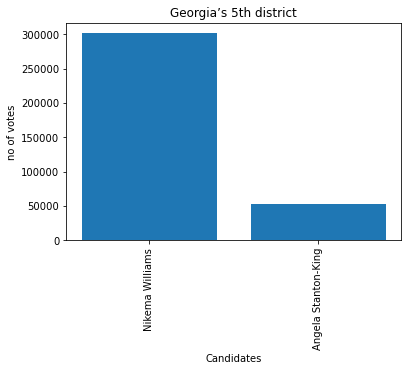 Georgia’s 5th district
no of votes
300000
250000
200000
150000
100000
50000
0
Nikema Williams
Angela Stanton-King
Candidates